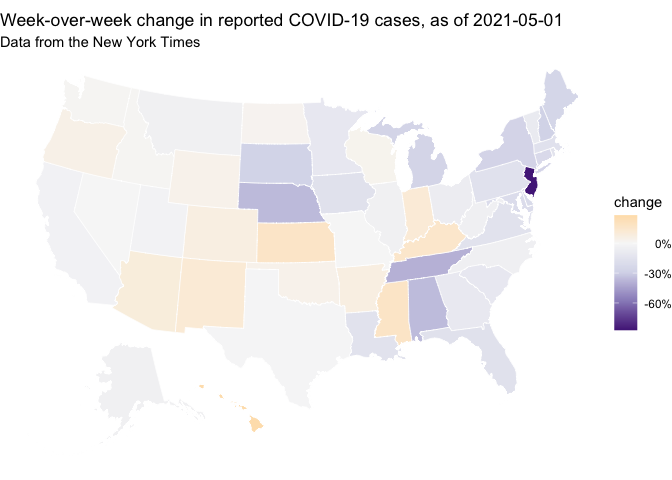 Week-over-week change in reported COVID-19 cases, as of 2021-05-01
Data from the New York Times
change
0%
-30%
-60%